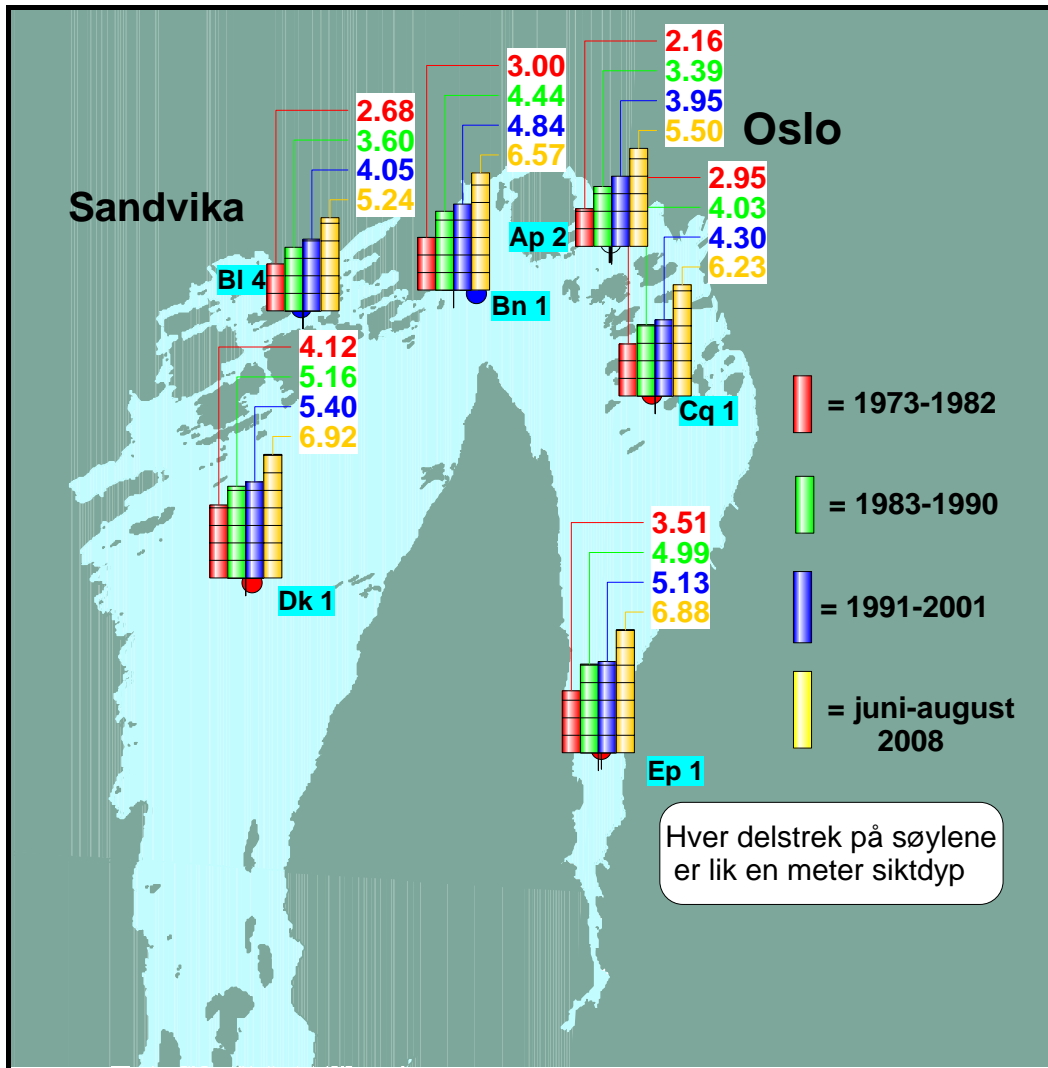 2.16
3.39
3.95
5.50
Oslo
3.00
4.44
4.84
6.57
2.68
3.60
4.05
5.24
Sandvika
2.95
4.03
4.30
6.23
Ap 2
Bl 4
Bn 1
4.12
5.16
5.40
6.92
Cq 1
= 1973-1982
= 1983-1990
3.51
4.99
5.13
6.88
Dk 1
= 1991-2001
= juni-august
2008
Ep 1
Hver delstrek på søylene
er lik en meter siktdyp